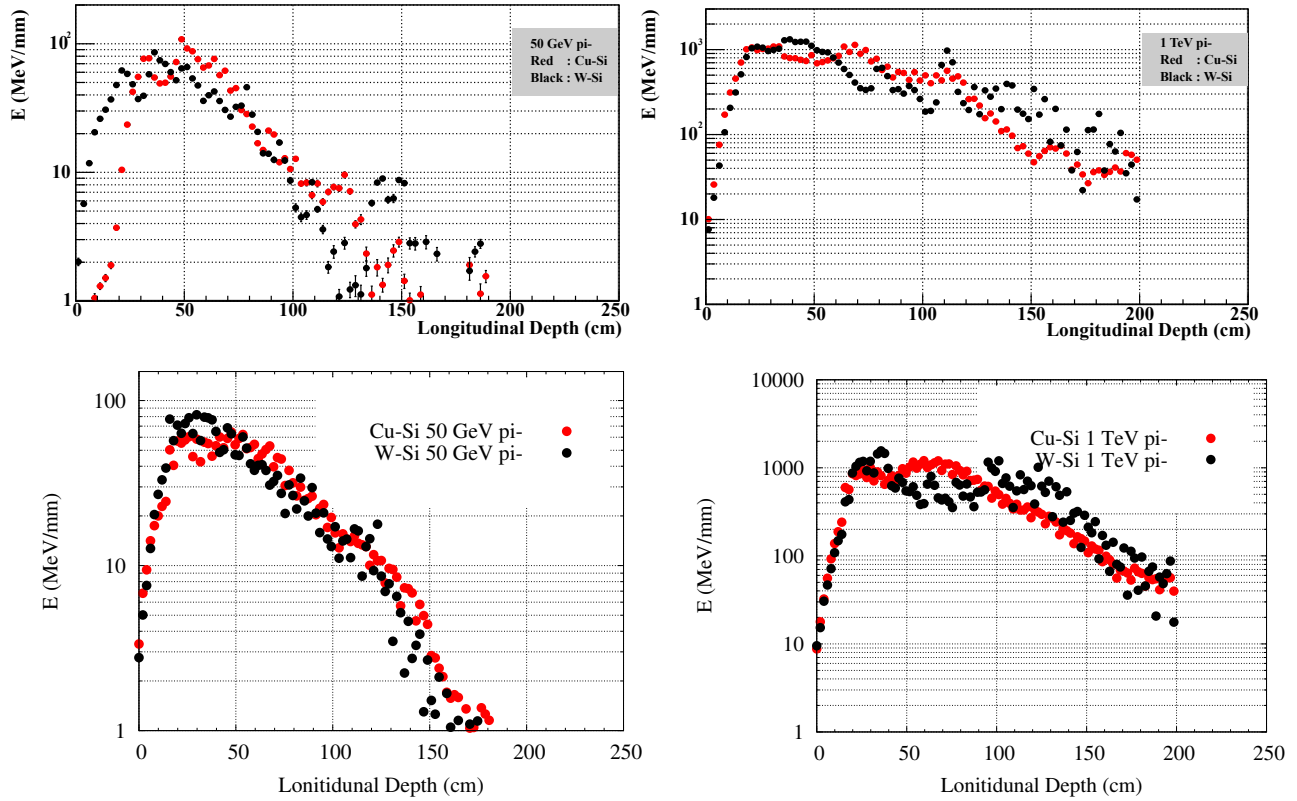 E (MeV/mm)
10²
10
1
50 GeV pi-
Red : Cu-Si
Black : W-Si
0 50 100 150 200 250
Longitudinal Depth (cm)
E (MeV/mm)
10³
10²
10
1
1 TeV pi-
Red : Cu-Si
Black : W-Si
0 50 100 150 200 250
Longitudinal Depth (cm)
E (MeV/mm)
100
10
1
Cu-Si 50 GeV pi-
W-Si 50 GeV pi-
0 50 100 150 200 250
Lonitidunal Depth (cm)
E (MeV/mm)
10000
1000
100
10
1
Cu-Si 1 TeV pi-
W-Si 1 TeV pi-
0 50 100 150 200 250
Lonitidunal Depth (cm)